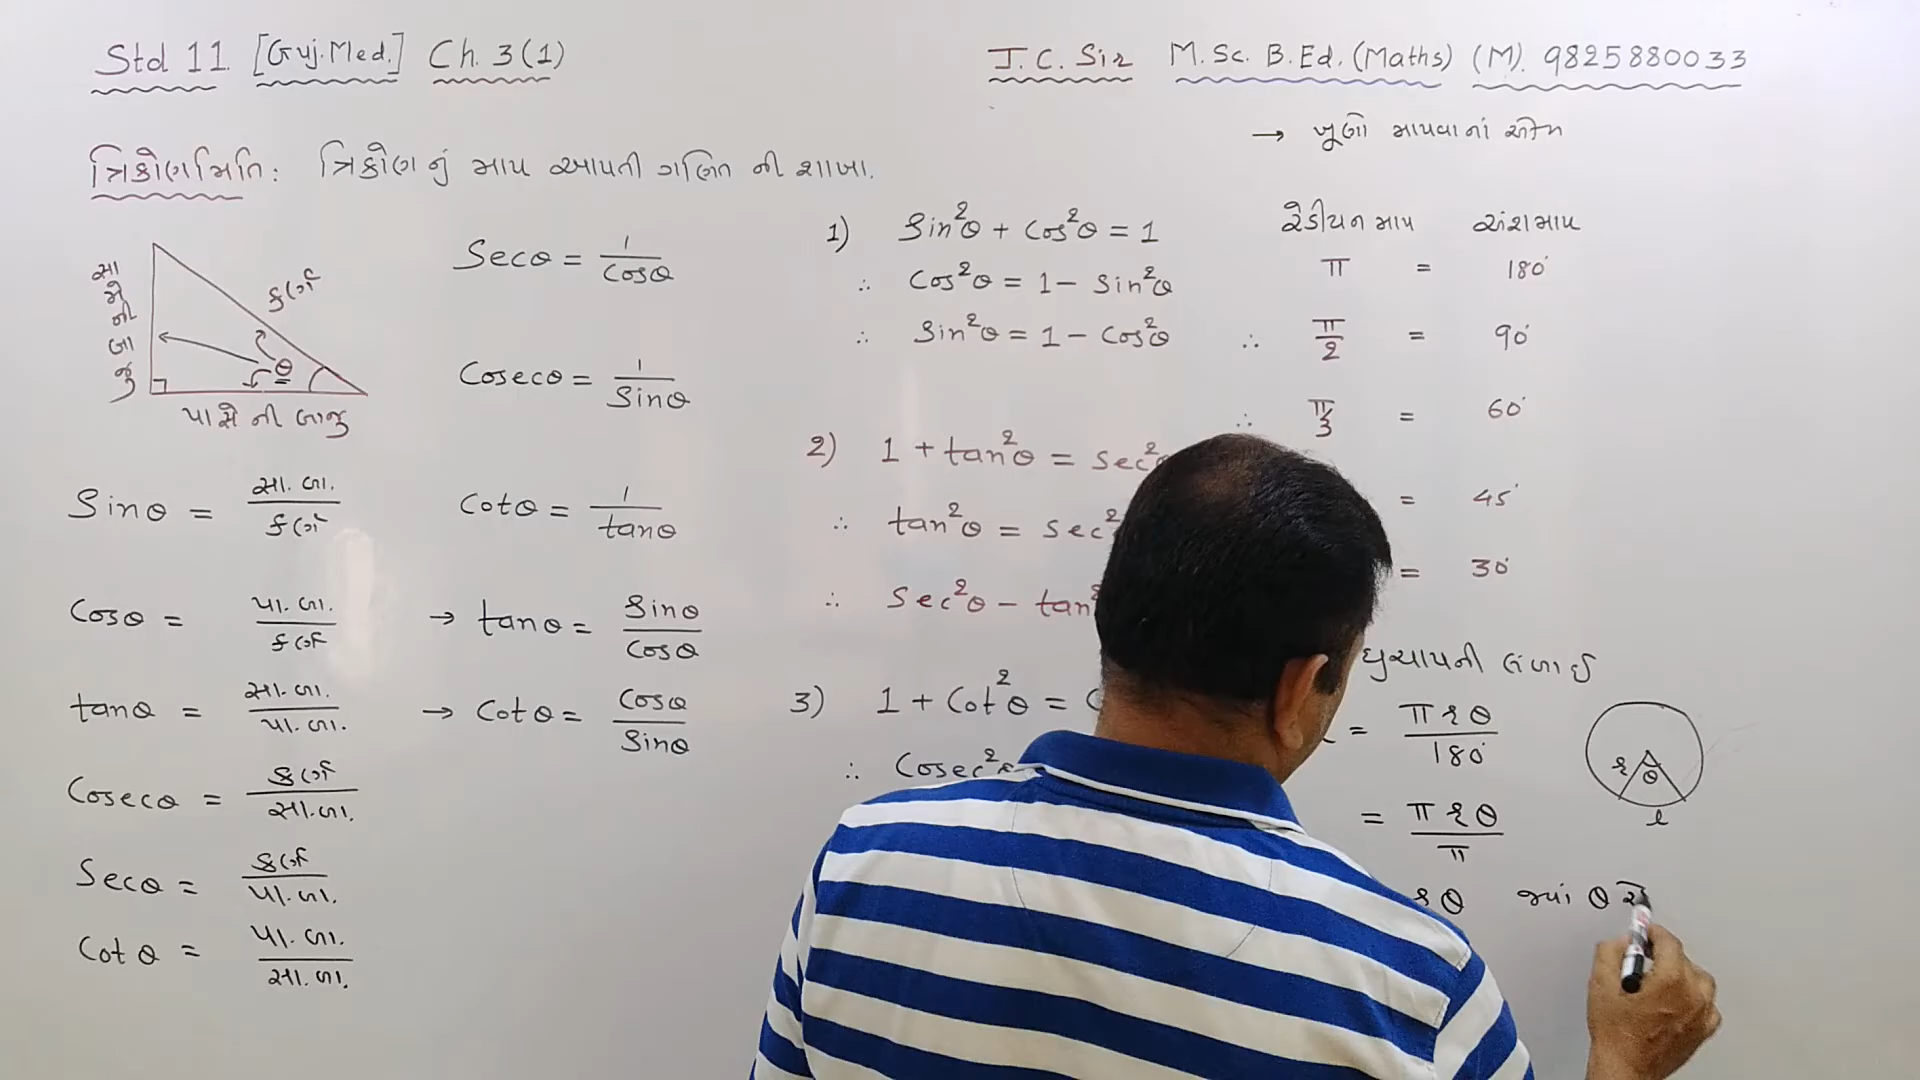 Std 11 [Guj.Med.] Ch. 3(1)
J.C. Sir M.Sc. B.Ed. (Maths) (M). 9825880033
ત્રિકોણમિતિ: ત્રિકોણ નું માપ આપતી ગણિત ની શાખા.
સામેની બાજુ
કર્ણ
θ
પાસેની બાજુ
Sinθ = સા. બા. / કર્ણ
Cosθ = પા. બા. / કર્ણ
tanθ = સા. બા. / પા. બા.
Cosecθ = કર્ણ / સા. બા.
Secθ = કર્ણ / પા. બા.
Cotθ = પા. બા. / સા. બા.
Secθ = 1 / Cosθ
Cosecθ = 1 / Sinθ
Cotθ = 1 / tanθ
→ tanθ = Sinθ / Cosθ
→ Cotθ = Cosθ / Sinθ
1) Sin²θ + Cos²θ = 1
∴ Cos²θ = 1 - Sin²θ
∴ Sin²θ = 1 - Cos²θ
2) 1 + tan²θ = Sec²
∴ tan²θ = Sec²
∴ Sec²θ - tan
3) 1 + Cot²θ =
∴ Cosec²
→ ખૂણો માપવાનાં એકમ
રેડીયન માપ અંશમાપ
π = 180°
∴ π/2 = 90°
∴ π/3 = 60°
= 45°
= 30°
ચાપની લંબાઈ
= πrθ / 180°
= πrθ / π
rθ જ્યાં θ રે
r θ
l